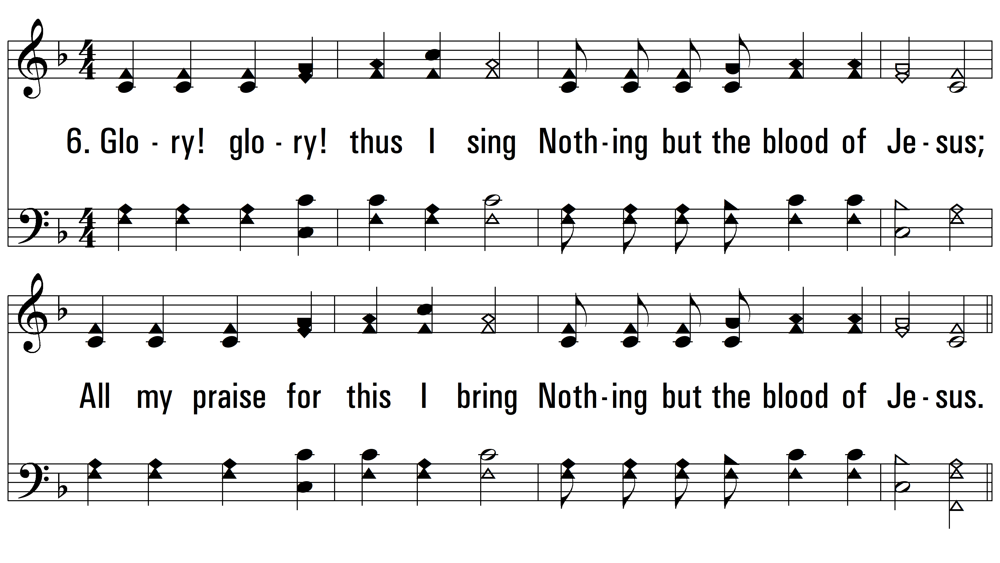 6. Glo - ry! glo - ry! thus I sing Noth - ing but the blood of Je - sus;
All my praise for this I bring Noth - ing but the blood of Je - sus.